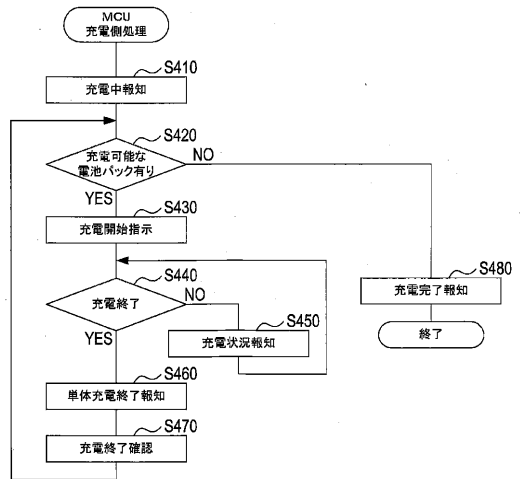 MCU
充電側処理
S410
充電中報知
S420
充電可能な
電池パック有り
NO
YES
S430
充電開始指示
S440
充電終了
NO
YES
S450
充電状況報知
S460
単体充電終了報知
S470
充電終了確認
S480
充電完了報知
終了